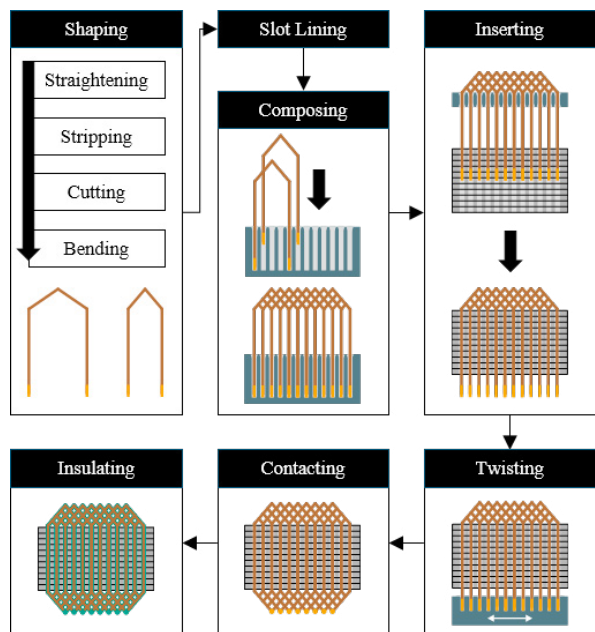 Shaping
Straightening
Stripping
Cutting
Bending
Slot Lining
Composing
Inserting
Insulating
Contacting
Twisting